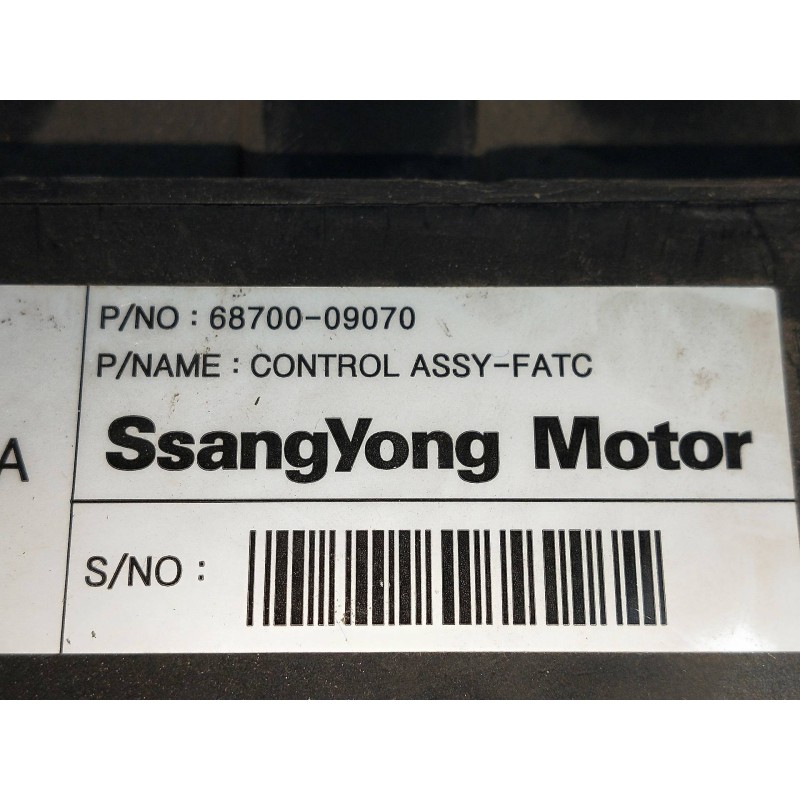 P/NO : 68700-09070
P/NAME : CONTROL ASSY-FATC
A
SsangYong Motor
S/NO :